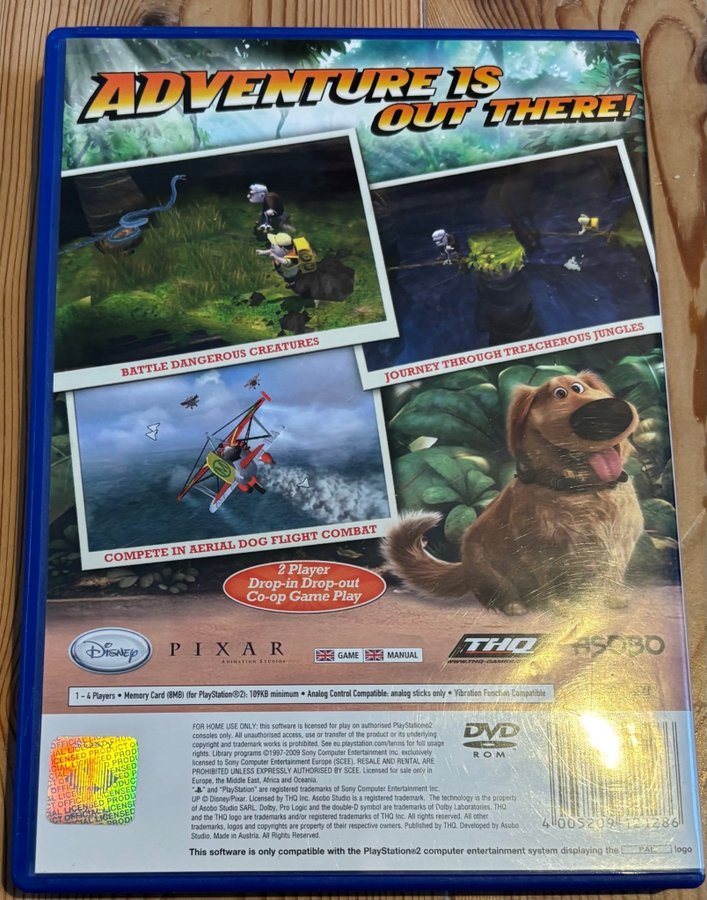 ADVENTURE IS
OUT THERE!
BATTLE DANGEROUS CREATURES
JOURNEY THROUGH TREACHEROUS JUNGLES
COMPETE IN AERIAL DOG FLIGHT COMBAT
2 Player
Drop-in Drop-out
Co-op Game Play
Disney
PIXAR
ANIMATION STUDIOS
GAME
MANUAL
THQ
WWW.THQ-GAMES.C
ASOBO
1 - 4 Players • Memory Card (8MB) (for PlayStation®2): 109KB minimum • Analog Control Compatible: analog sticks only • Vibration Function Compatible
FOR HOME USE ONLY: this software is licensed for play on authorised PlayStation®2
consoles only. All unauthorised access, use or transfer of the product or its underlying
copyright and trademark works is prohibited. See eu.playstation.com/terms for full usage
rights. Library programs ©1997-2009 Sony Computer Entertainment Inc. exclusively licensed to
Sony Computer Entertainment Europe (SCEE). RESALE AND RENTAL ARE
PROHIBITED UNLESS EXPRESSLY AUTHORISED BY SCEE. Licensed for sale only in
Europe, the Middle East, Africa and Oceania.
" " and "PlayStation" are registered trademarks of Sony Computer Entertainment Inc.
UP © Disney/Pixar. Licensed by THQ Inc. Asobo Studio is a registered trademark. The technology is the property
of Asobo Studio SARL. Dolby, Pro Logic and the double-D symbol are trademarks of Dolby Laboratories. THQ
and the THQ logo are trademarks and/or registered trademarks of THQ Inc. All rights reserved. All other
trademarks, logos and copyrights are property of their respective owners. Published by THQ. Developed by Asobo
Studio. Made in Austria. All Rights Reserved.
DVD
ROM
SONY
OFFICIAL
LICENSED PRODUCT
This software is only compatible with the PlayStation®2 computer entertainment system displaying the PAL logo